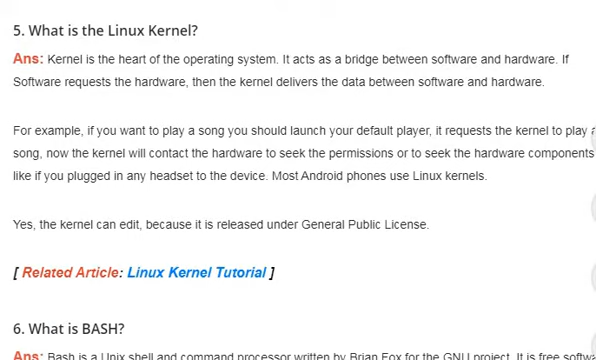 5. What is the Linux Kernel?
Ans: Kernel is the heart of the operating system. It acts as a bridge between software and hardware. If
Software requests the hardware, then the kernel delivers the data between software and hardware.
For example, if you want to play a song you should launch your default player, it requests the kernel to play a
song, now the kernel will contact the hardware to seek the permissions or to seek the hardware components
like if you plugged in any headset to the device. Most Android phones use Linux kernels.
Yes, the kernel can edit, because it is released under General Public License.
[ Related Article: Linux Kernel Tutorial ]
6. What is BASH?
Ans: Bash is a Unix shell and command processor written by Brian Fox for the GNU project. It is free